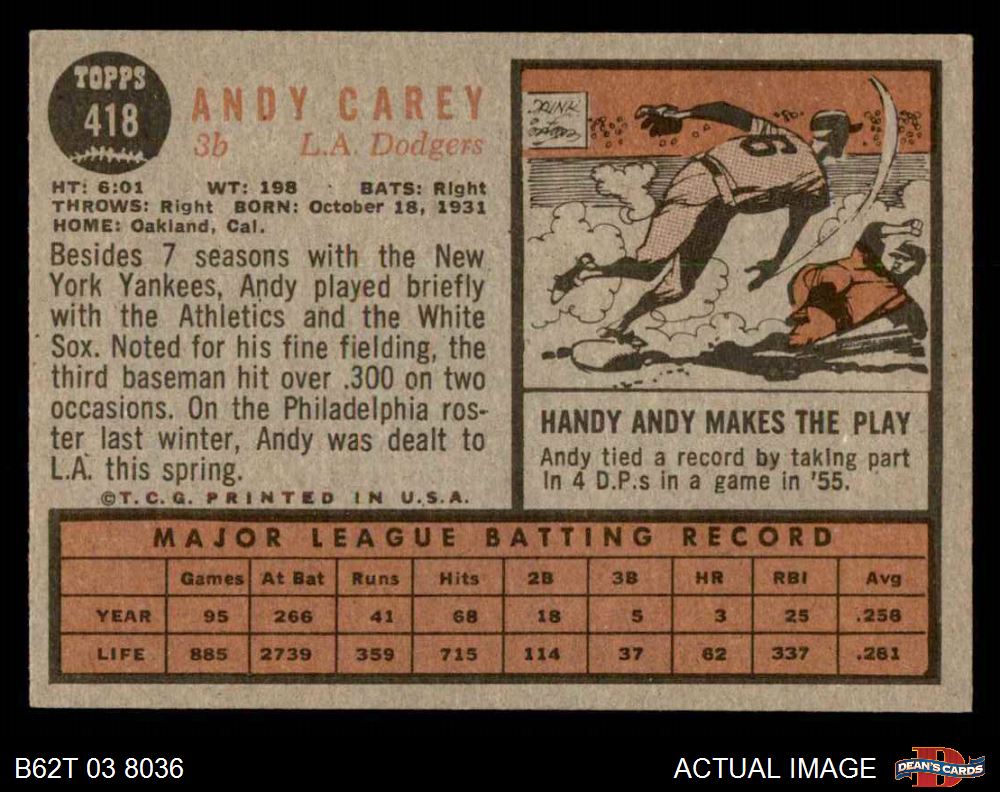 TOPPS
418
ANDY CAREY
3b L.A. Dodgers
HT: 6:01 WT: 198 BATS: Right
THROWS: Right BORN: October 18, 1931
HOME: Oakland, Cal.
Besides 7 seasons with the New
York Yankees, Andy played briefly
with the Athletics and the White
Sox. Noted for his fine fielding, the
third baseman hit over .300 on two
occasions. On the Philadelphia ros-
ter last winter, Andy was dealt to
L.A. this spring.
©T.C.G. PRINTED IN U.S.A.
DRINK
6
HANDY ANDY MAKES THE PLAY
Andy tied a record by taking part
in 4 D.P.s in a game in '55.
MAJOR LEAGUE BATTING RECORD
Games At Bat Runs Hits 2B 3B HR RBI Avg
YEAR 95 266 41 68 18 5 3 25 .256
LIFE 885 2739 359 715 114 37 62 337 .261
B62T 03 8036 ACTUAL IMAGE
DEAN'S CARDS